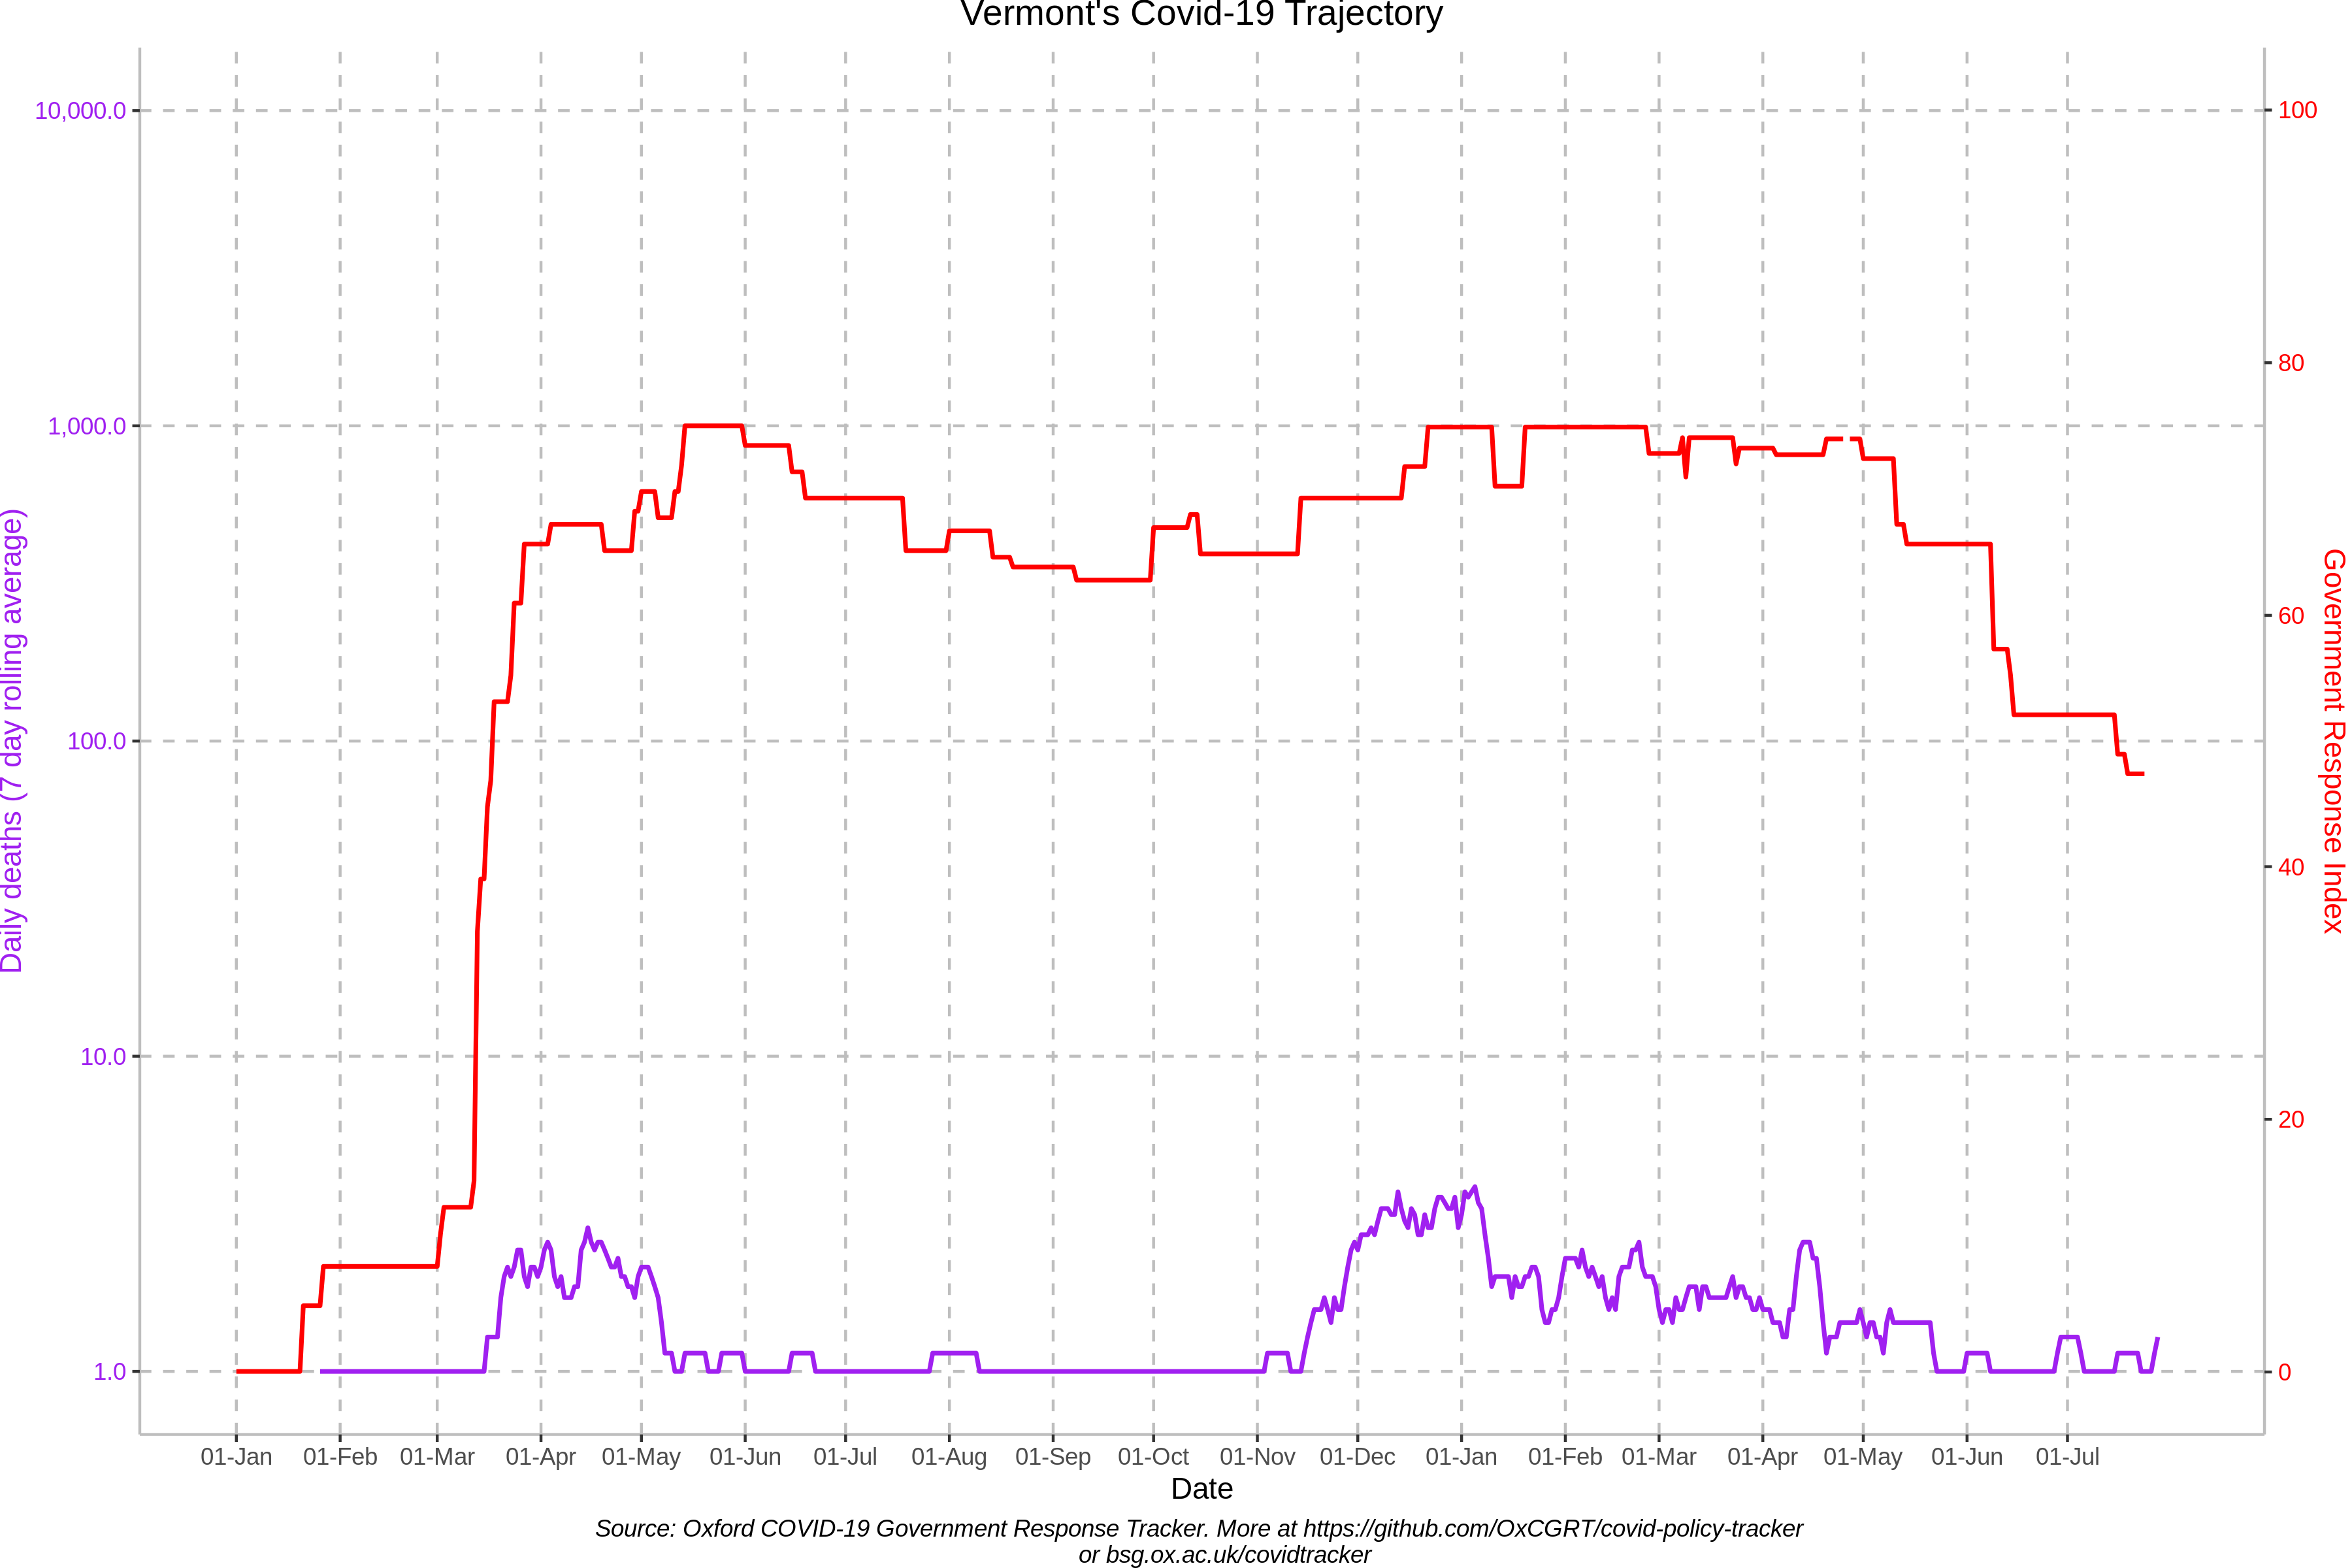 Vermont's Covid-19 Trajectory
10,000.0
1,000.0
100.0
10.0
1.0
Daily deaths (7 day rolling average)
100
80
60
40
20
0
Government Response Index
01-Jan 01-Feb 01-Mar 01-Apr 01-May 01-Jun 01-Jul 01-Aug 01-Sep 01-Oct 01-Nov 01-Dec 01-Jan 01-Feb 01-Mar 01-Apr 01-May 01-Jun 01-Jul
Date
Source: Oxford COVID-19 Government Response Tracker. More at https://github.com/OxCGRT/covid-policy-tracker
or bsg.ox.ac.uk/covidtracker